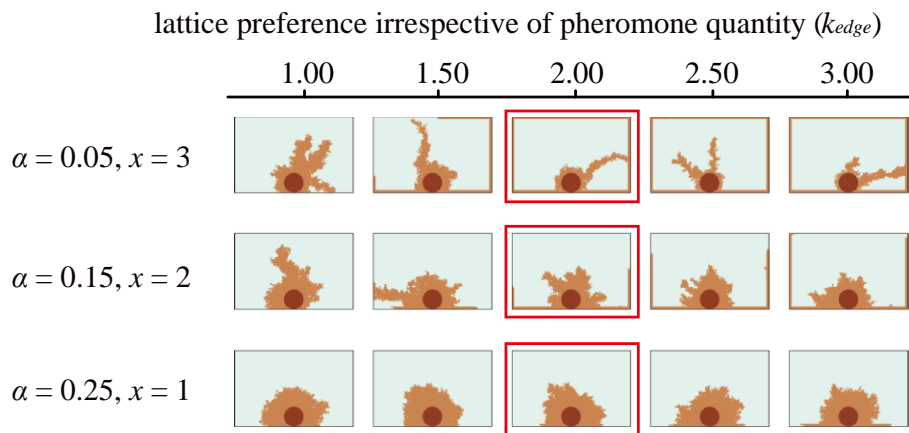 lattice preference irrespective of pheromone quantity (kedge)
1.00 1.50 2.00 2.50 3.00
α = 0.05, x = 3
α = 0.15, x = 2
α = 0.25, x = 1